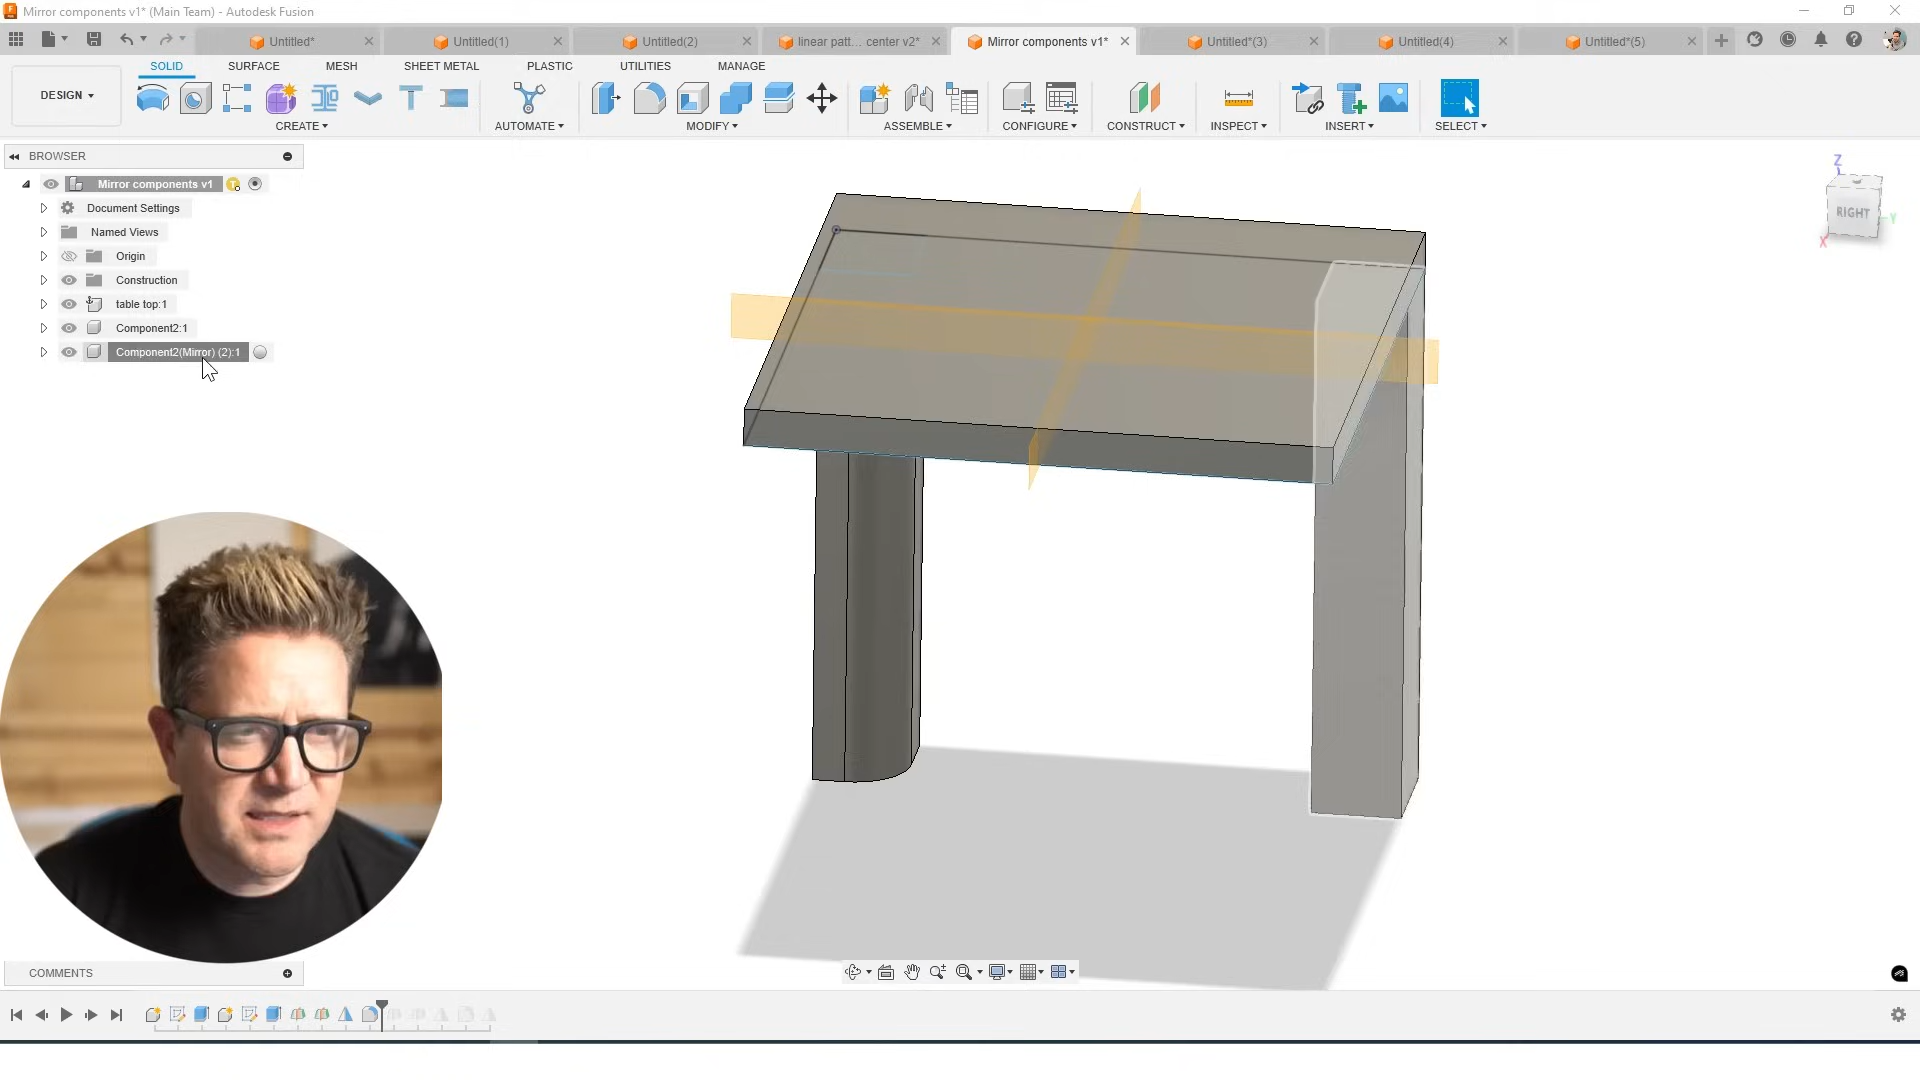 Mirror components v1* (Main Team) - Autodesk Fusion
Untitled*
Untitled(1)
Untitled(2)
linear patt... center v2*
Mirror components v1*
Untitled*(3)
Untitled(4)
Untitled*(5)
SOLID
SURFACE
MESH
SHEET METAL
PLASTIC
UTILITIES
MANAGE
DESIGN
CREATE
AUTOMATE
MODIFY
ASSEMBLE
CONFIGURE
CONSTRUCT
INSPECT
INSERT
SELECT
BROWSER
Mirror components v1
Document Settings
Named Views
Origin
Construction
table top:1
Component2:1
Component2(Mirror) (2):1
Z
RIGHT
Y
X
COMMENTS